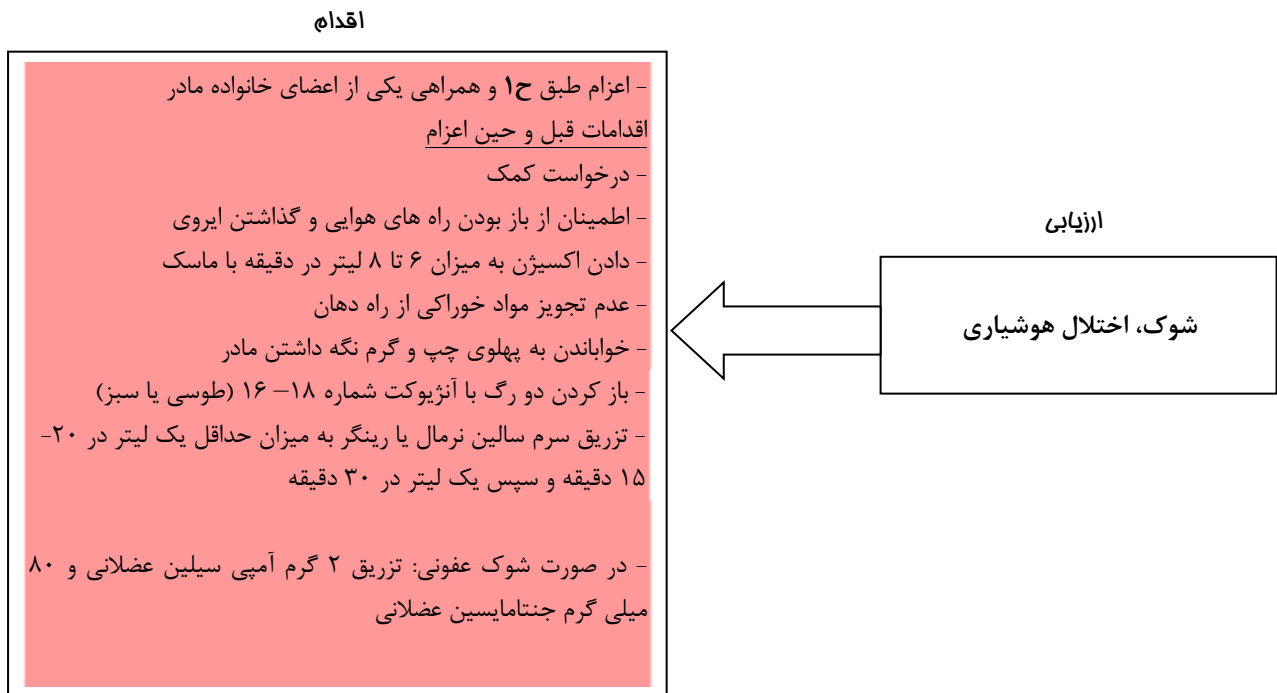 اقدام
- اعزام طبق ح۱ و همراهی یکی از اعضای خانواده مادر
اقدامات قبل و حین اعزام
- درخواست کمک
- اطمینان از باز بودن راه های هوایی و گذاشتن ایروی
- دادن اکسیژن به میزان ۶ تا ۸ لیتر در دقیقه با ماسک
- عدم تجویز مواد خوراکی از راه دهان
- خواباندن به پهلوی چپ و گرم نگه داشتن مادر
- باز کردن دو رگ با آنژیوکت شماره ۱۸– ۱۶ (طوسی یا سبز)
- تزریق سرم سالین نرمال یا رینگر به میزان حداقل یک لیتر در ۲۰-
۱۵ دقیقه و سپس یک لیتر در ۳۰ دقیقه
- در صورت شوک عفونی: تزریق ۲ گرم آمپی سیلین عضلانی و ۸۰
میلی گرم جنتامایسین عضلانی
ارزیابی
شوک، اختلال هوشیاری